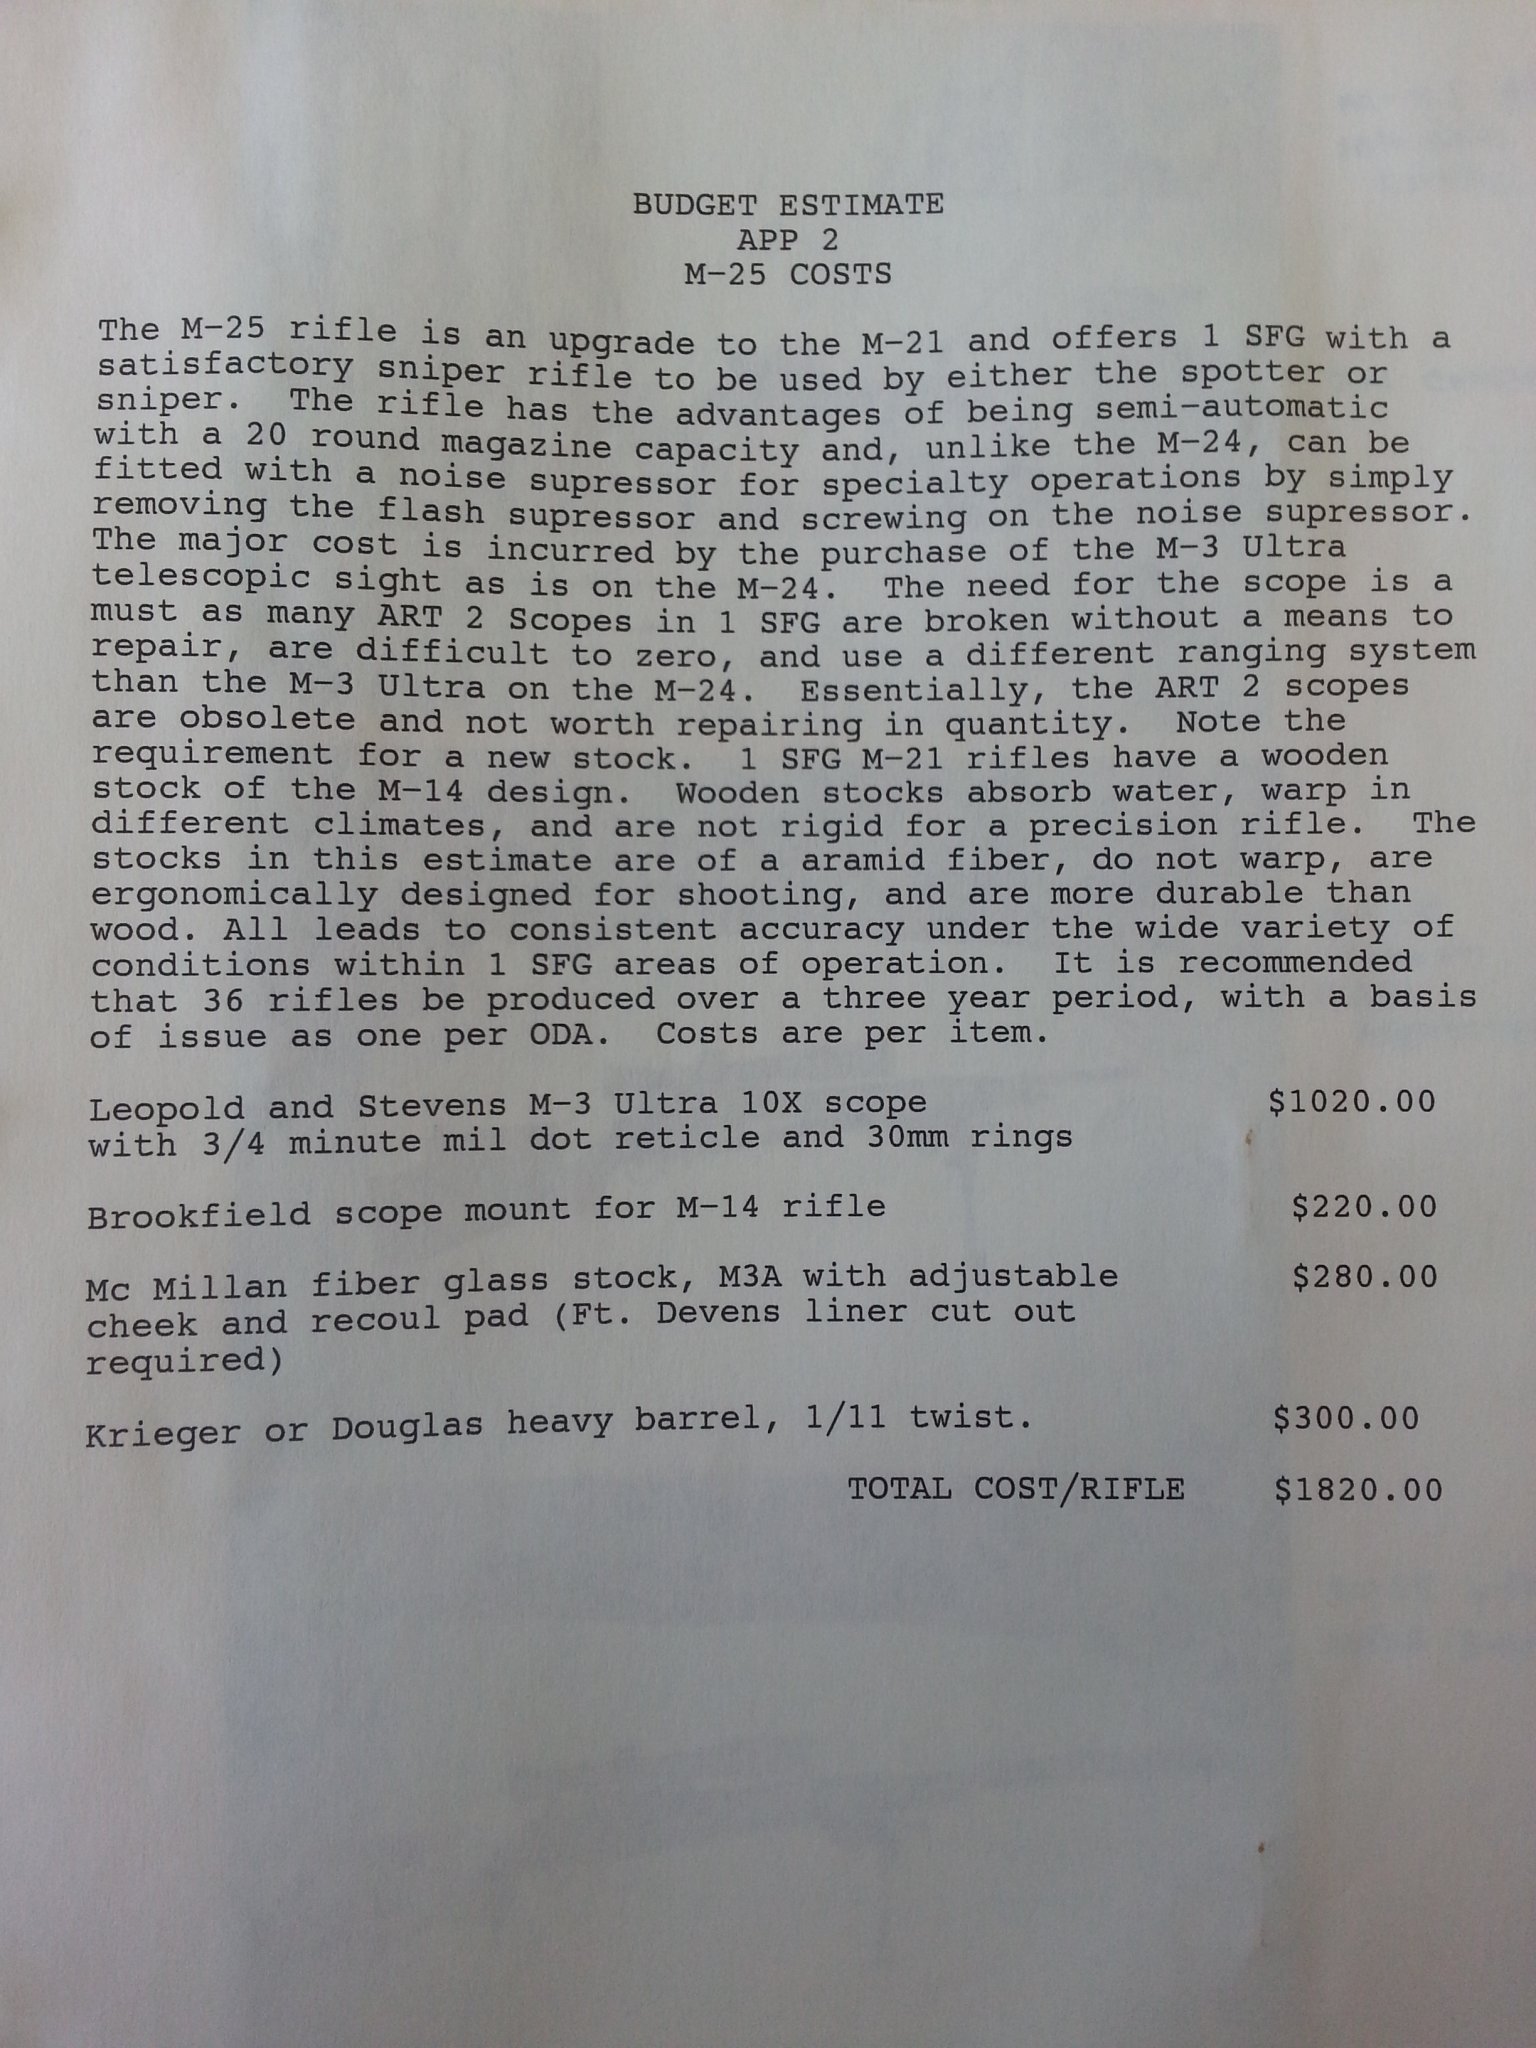 BUDGET ESTIMATE
APP 2
M-25 COSTS
The M-25 rifle is an upgrade to the M-21 and offers 1 SFG with a
satisfactory sniper rifle to be used by either the spotter or
sniper.  The rifle has the advantages of being semi-automatic
with a 20 round magazine capacity and, unlike the M-24, can be
fitted with a noise supressor for specialty operations by simply
removing the flash supressor and screwing on the noise supressor.
The major cost is incurred by the purchase of the M-3 Ultra
telescopic sight as is on the M-24.  The need for the scope is a
must as many ART 2 Scopes in 1 SFG are broken without a means to
repair, are difficult to zero, and use a different ranging system
than the M-3 Ultra on the M-24.  Essentially, the ART 2 scopes
are obsolete and not worth repairing in quantity.  Note the
requirement for a new stock.  1 SFG M-21 rifles have a wooden
stock of the M-14 design.  Wooden stocks absorb water, warp in
different climates, and are not rigid for a precision rifle.  The
stocks in this estimate are of a aramid fiber, do not warp, are
ergonomically designed for shooting, and are more durable than
wood. All leads to consistent accuracy under the wide variety of
conditions within 1 SFG areas of operation.  It is recommended
that 36 rifles be produced over a three year period, with a basis
of issue as one per ODA.  Costs are per item.
Leopold and Stevens M-3 Ultra 10X scope $1020.00
with 3/4 minute mil dot reticle and 30mm rings
Brookfield scope mount for M-14 rifle $220.00
Mc Millan fiber glass stock, M3A with adjustable $280.00
cheek and recoul pad (Ft. Devens liner cut out
required)
Krieger or Douglas heavy barrel, 1/11 twist. $300.00
TOTAL COST/RIFLE $1820.00